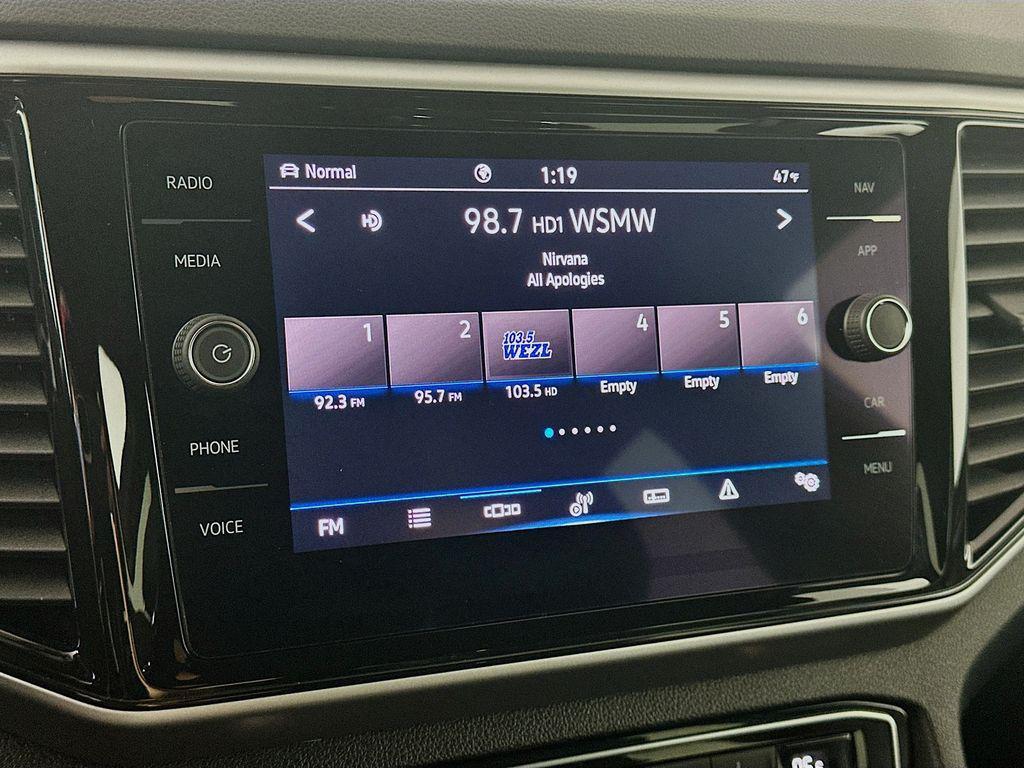 RADIO
MEDIA
PHONE
VOICE
Normal
1:19
47°F
HD
98.7 HD1 WSMW
Nirvana
All Apologies
1
2
103.5
WEZL
4
5
6
92.3 FM
95.7 FM
103.5 HD
Empty
Empty
Empty
FM
NAV
APP
CAR
MENU